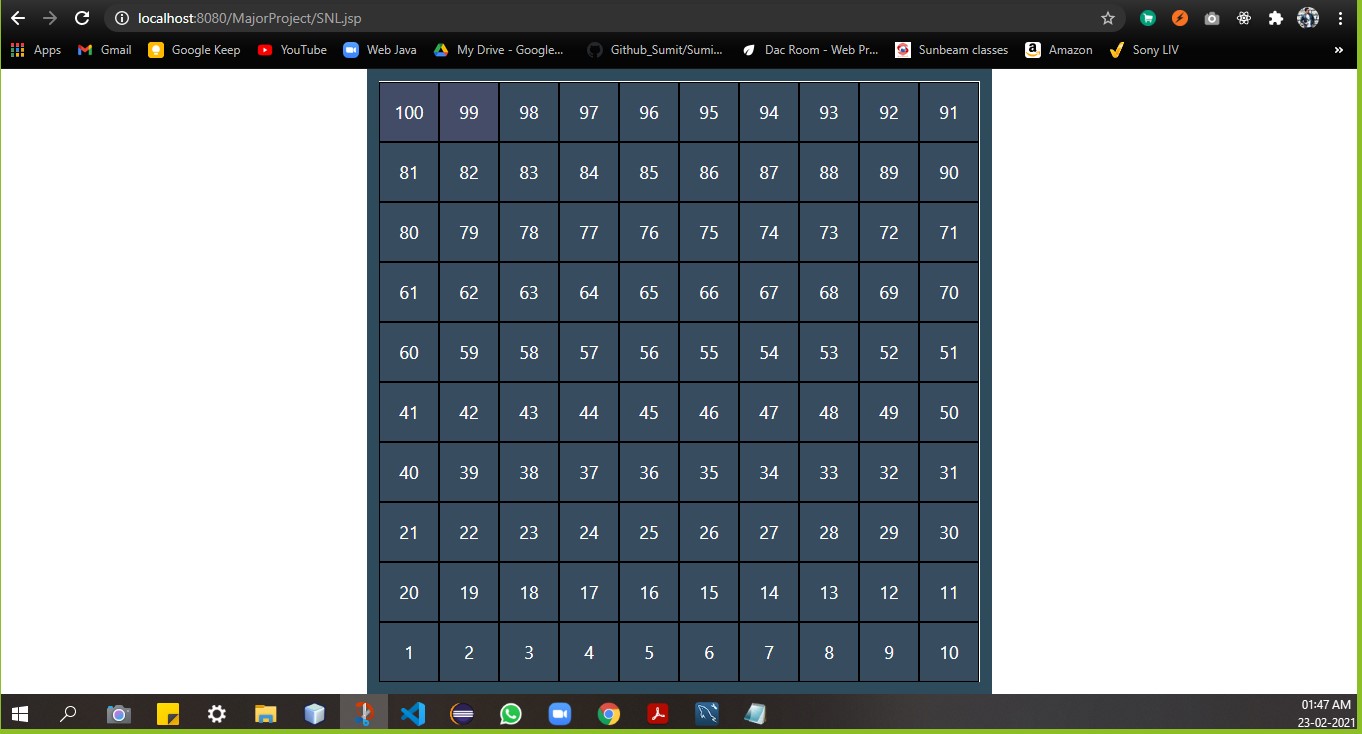 localhost:8080/MajorProject/SNL.jsp
Apps Gmail Google Keep YouTube Web Java My Drive - Google... Github_Sumit/Sumi... Dac Room - Web Pr... Sunbeam classes Amazon Sony LIV »
100 99 98 97 96 95 94 93 92 91
81 82 83 84 85 86 87 88 89 90
80 79 78 77 76 75 74 73 72 71
61 62 63 64 65 66 67 68 69 70
60 59 58 57 56 55 54 53 52 51
41 42 43 44 45 46 47 48 49 50
40 39 38 37 36 35 34 33 32 31
21 22 23 24 25 26 27 28 29 30
20 19 18 17 16 15 14 13 12 11
1 2 3 4 5 6 7 8 9 10
01:47 AM
23-02-2021